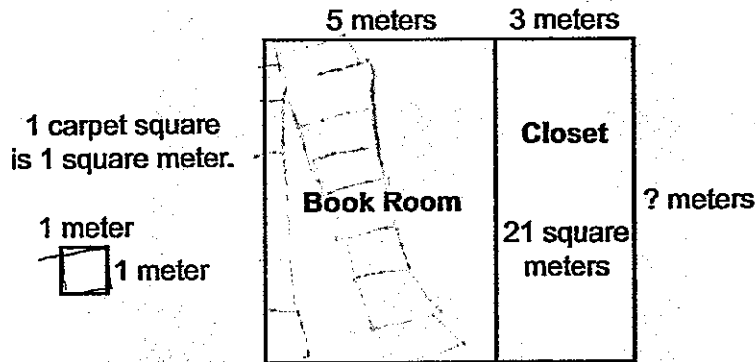 5 meters
3 meters
1 carpet square
is 1 square meter.
Closet
Book Room
? meters
1 meter
1 meter
21 square
meters